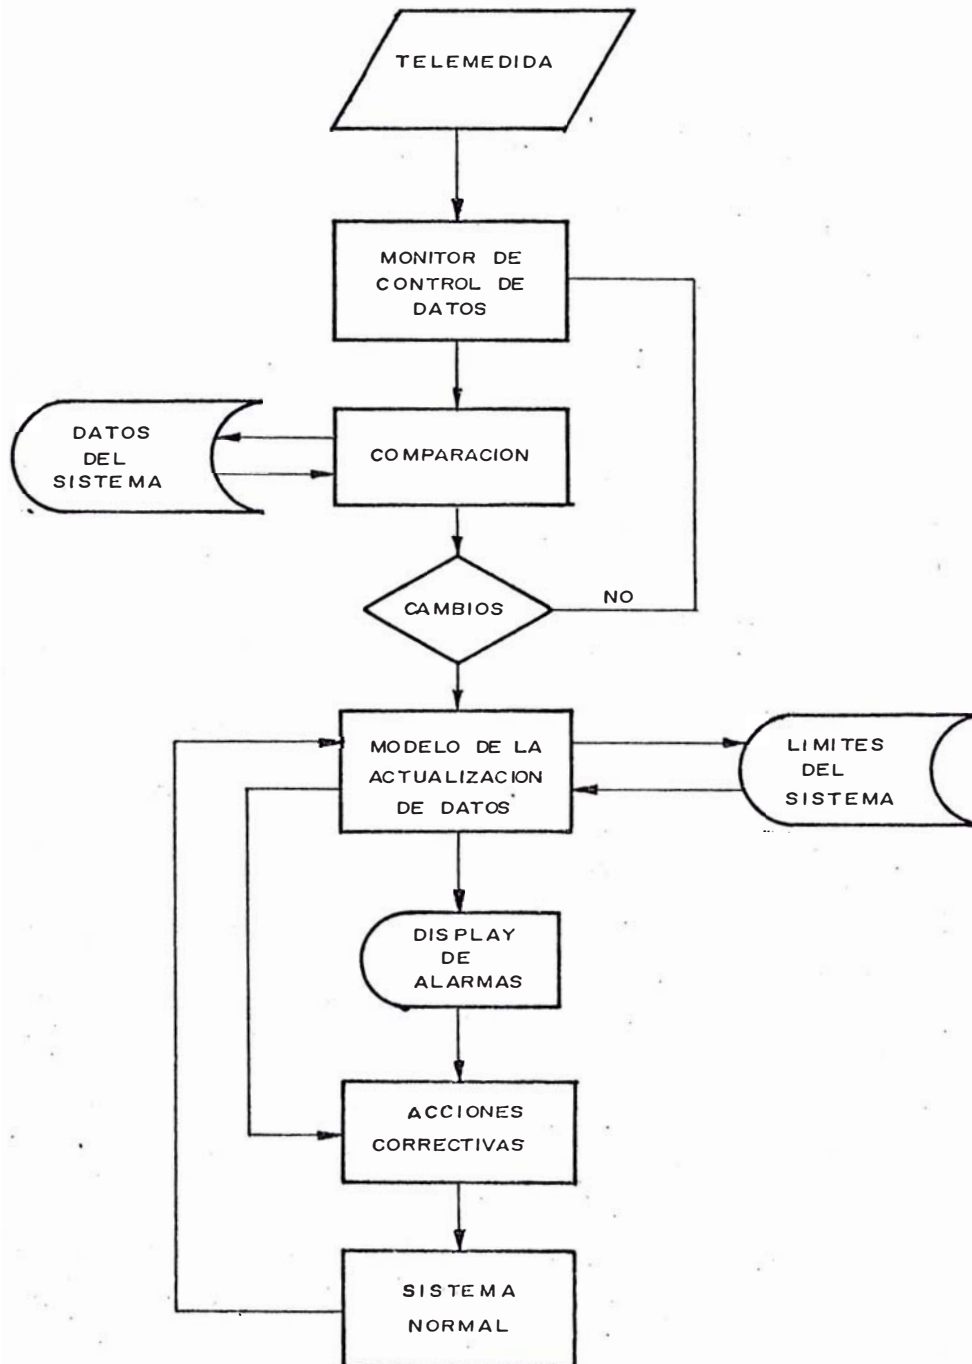 TELEMEDIDA
MONITOR DE
CONTROL DE
DATOS
DATOS
DEL
SISTEMA
COMPARACION
CAMBIOS
NO
MODELO DE LA
ACTUALIZACION
DE DATOS
LIMITES
DEL
SISTEMA
DISPLAY
DE
ALARMAS
ACCIONES
CORRECTIVAS
SISTEMA
NORMAL